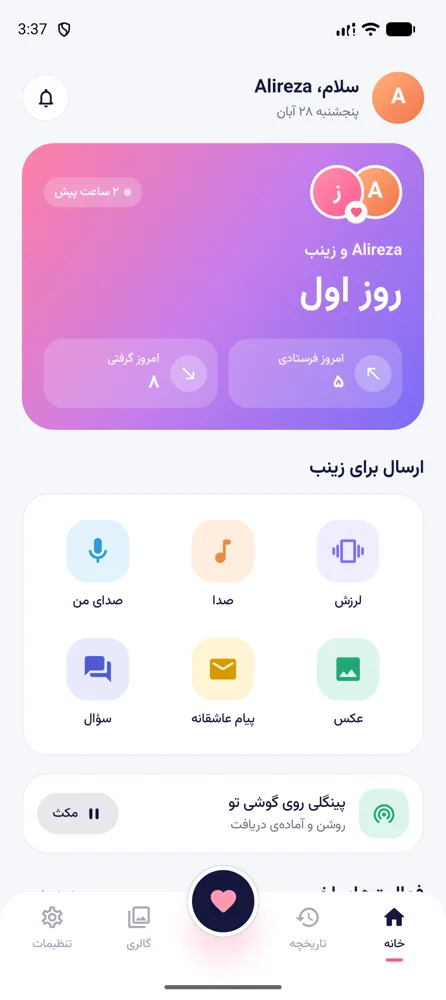 3:37
سلام، Alireza
پنجشنبه ۲۸ آبان
A
A
ز
۲ ساعت پیش
Alireza و زینب
روز اول
امروز فرستادی
۵
امروز گرفتی
۸
ارسال برای زینب
لرزش
صدا
صدای من
عکس
پیام عاشقانه
سؤال
پینگلی روی گوشی تو
روشن و آماده‌ی دریافت
مکث
خانه
تاریخچه
گالری
تنظیمات